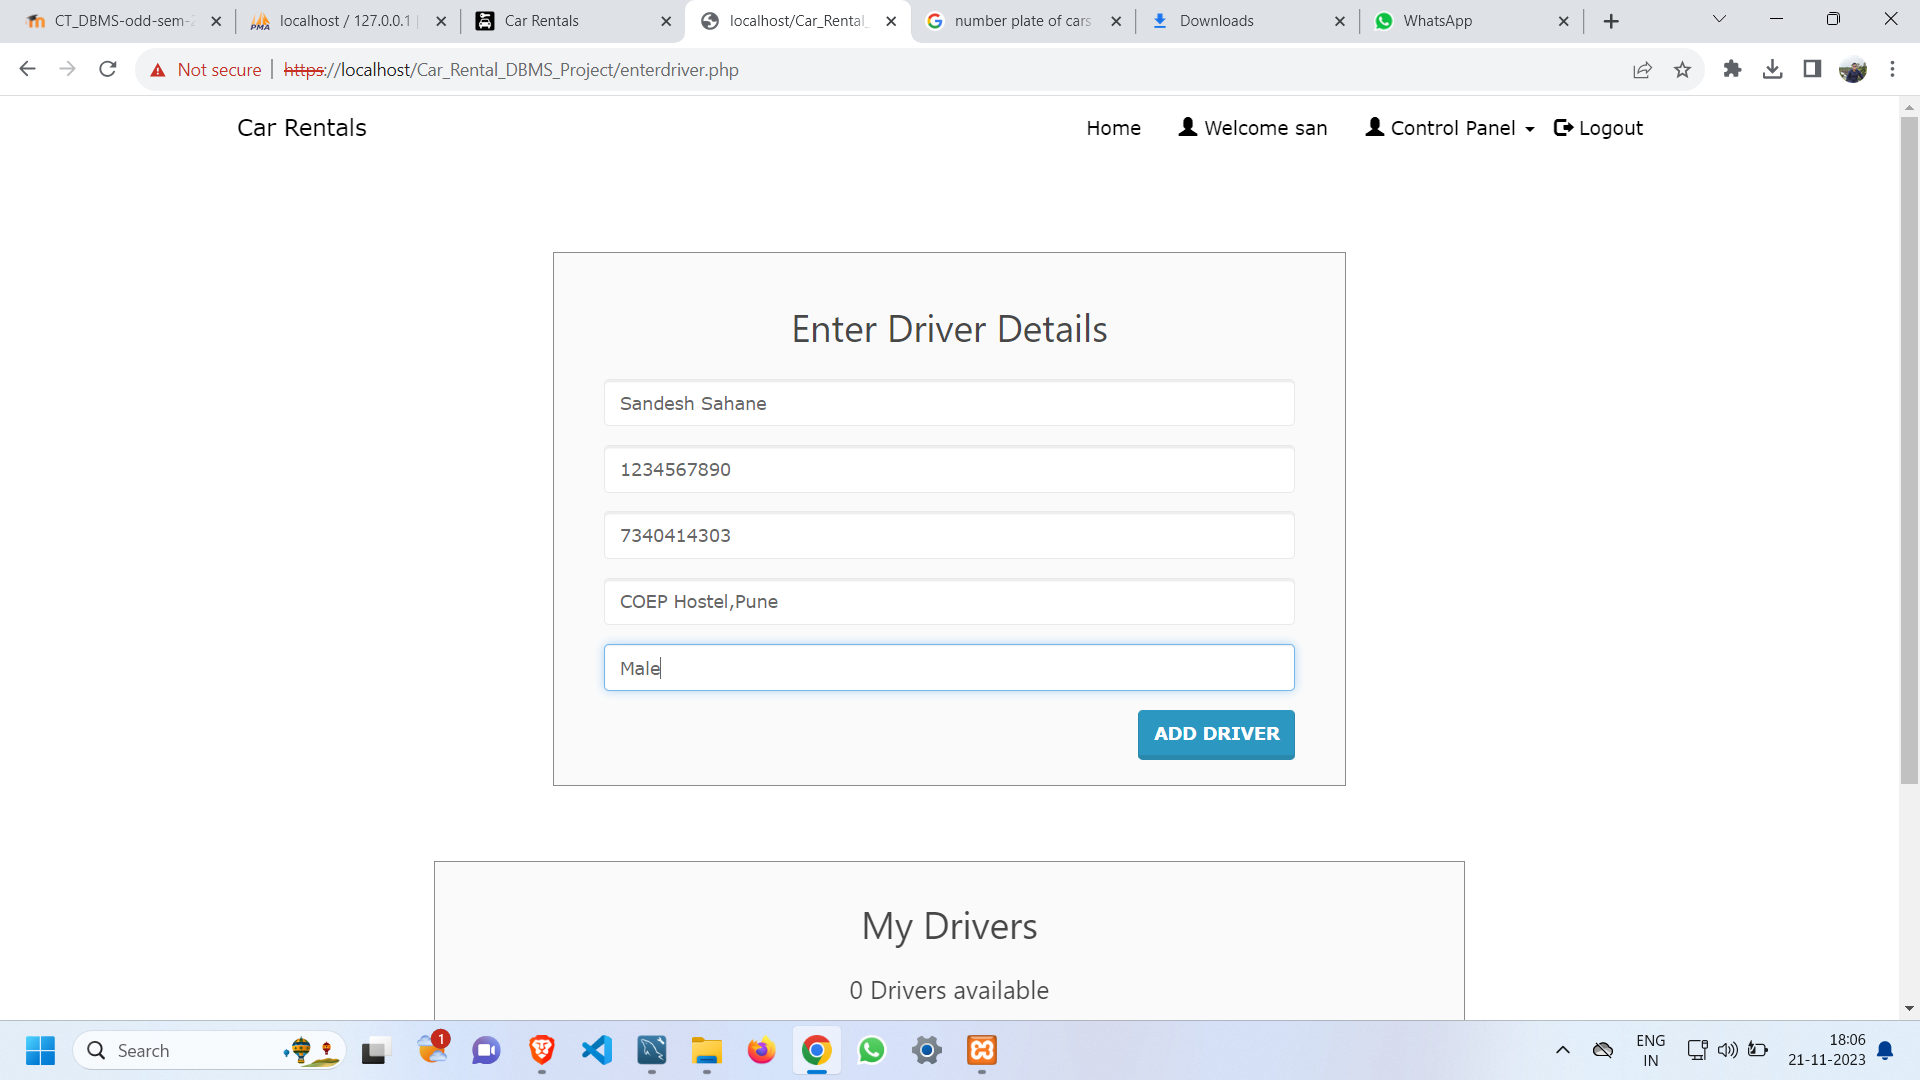 CT_DBMS-odd-sem-2
localhost / 127.0.0.1 |
Car Rentals
localhost/Car_Rental_
number plate of cars
Downloads
WhatsApp
Not secure
https://localhost/Car_Rental_DBMS_Project/enterdriver.php
Car Rentals
Home
Welcome san
Control Panel
Logout
Enter Driver Details
Sandesh Sahane
1234567890
7340414303
COEP Hostel,Pune
Male
ADD DRIVER
My Drivers
0 Drivers available
Search
1
ENG
IN
18:06
21-11-2023